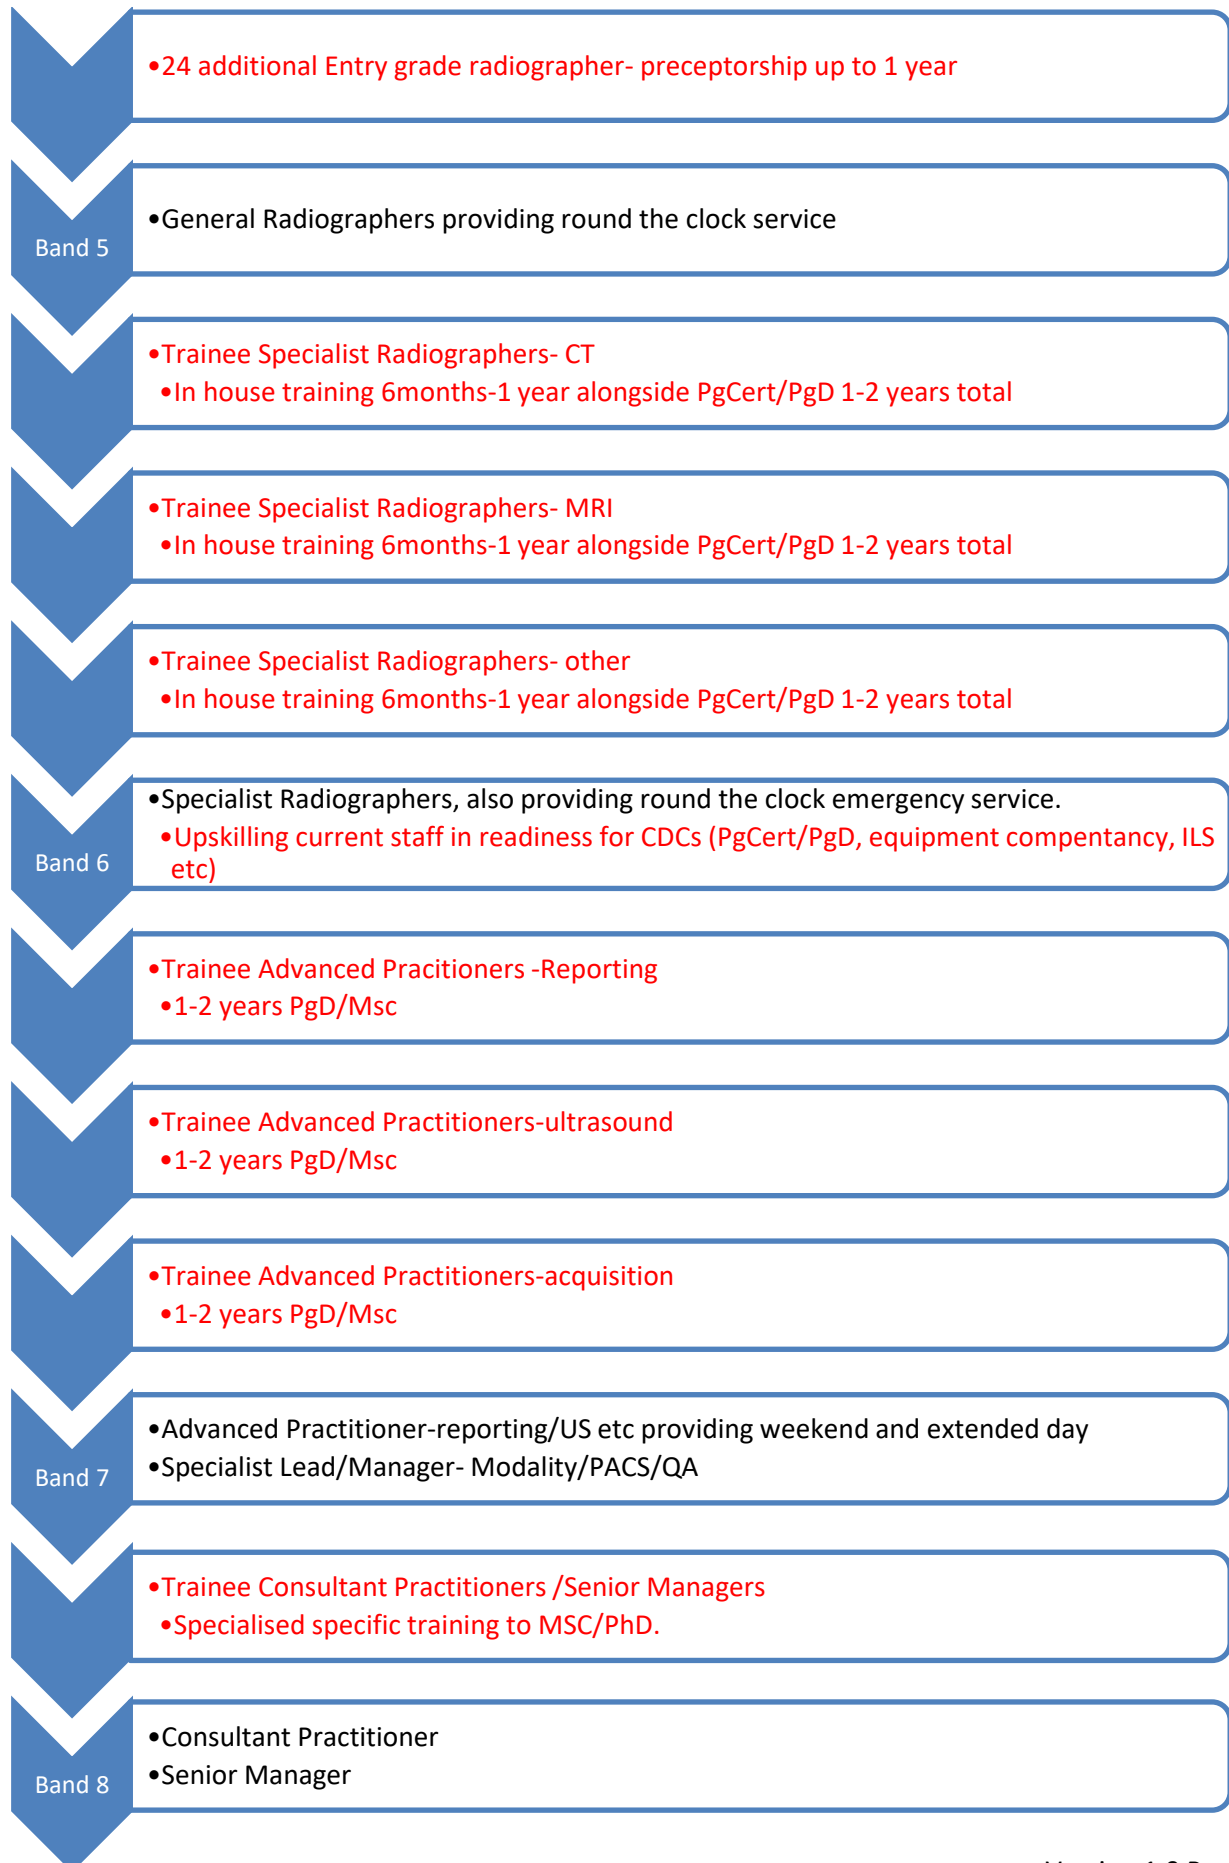 •24 additional Entry grade radiographer- preceptorship up to 1 year
Band 5
•General Radiographers providing round the clock service
•Trainee Specialist Radiographers- CT
•In house training 6months-1 year alongside PgCert/PgD 1-2 years total
•Trainee Specialist Radiographers- MRI
•In house training 6months-1 year alongside PgCert/PgD 1-2 years total
•Trainee Specialist Radiographers- other
•In house training 6months-1 year alongside PgCert/PgD 1-2 years total
Band 6
•Specialist Radiographers, also providing round the clock emergency service.
•Upskilling current staff in readiness for CDCs (PgCert/PgD, equipment compentancy, ILS
etc)
•Trainee Advanced Pracitioners -Reporting
•1-2 years PgD/Msc
•Trainee Advanced Practitioners-ultrasound
•1-2 years PgD/Msc
•Trainee Advanced Practitioners-acquisition
•1-2 years PgD/Msc
Band 7
•Advanced Practitioner-reporting/US etc providing weekend and extended day
•Specialist Lead/Manager- Modality/PACS/QA
•Trainee Consultant Practitioners /Senior Managers
•Specialised specific training to MSC/PhD.
Band 8
•Consultant Practitioner
•Senior Manager